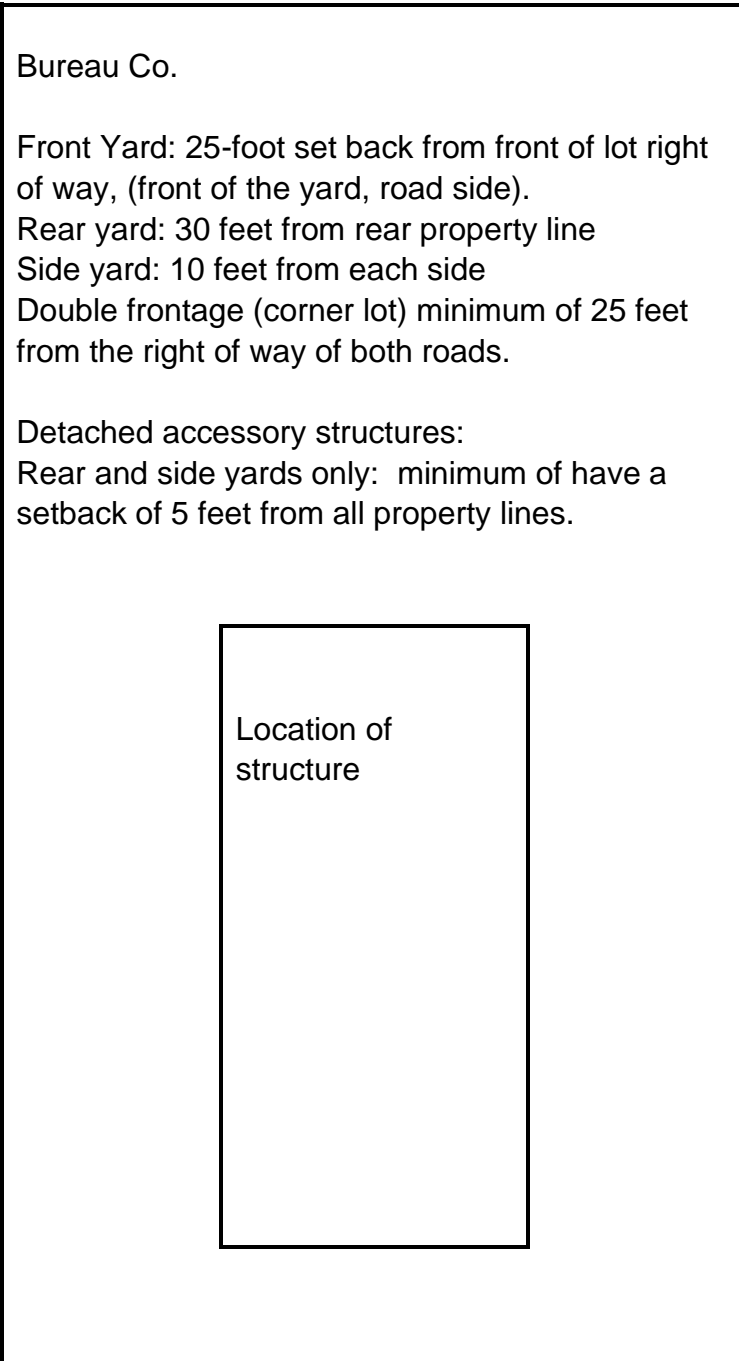 Bureau Co.
Front Yard: 25-foot set back from front of lot right
of way, (front of the yard, road side).
Rear yard: 30 feet from rear property line
Side yard: 10 feet from each side
Double frontage (corner lot) minimum of 25 feet
from the right of way of both roads.
Detached accessory structures:
Rear and side yards only:  minimum of have a
setback of 5 feet from all property lines.
Location of
structure